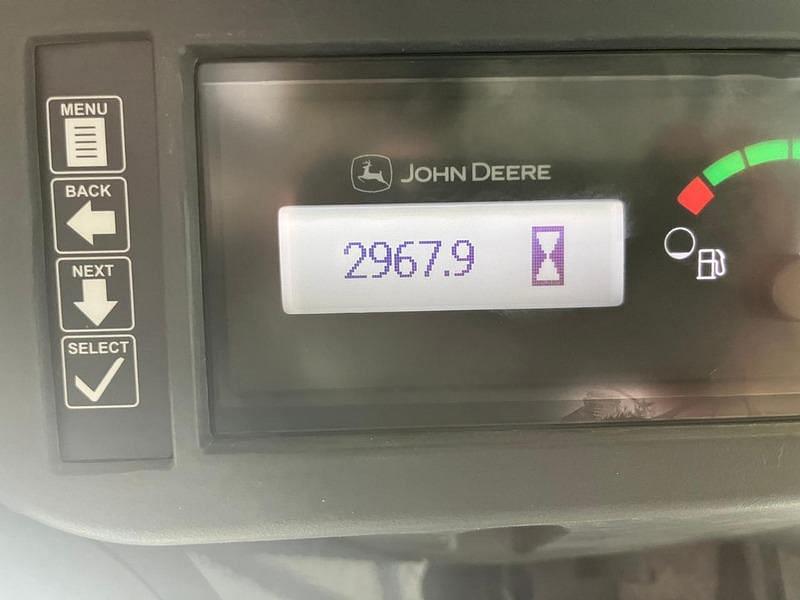 MENU
BACK
NEXT
SELECT
JOHN DEERE
2967.9